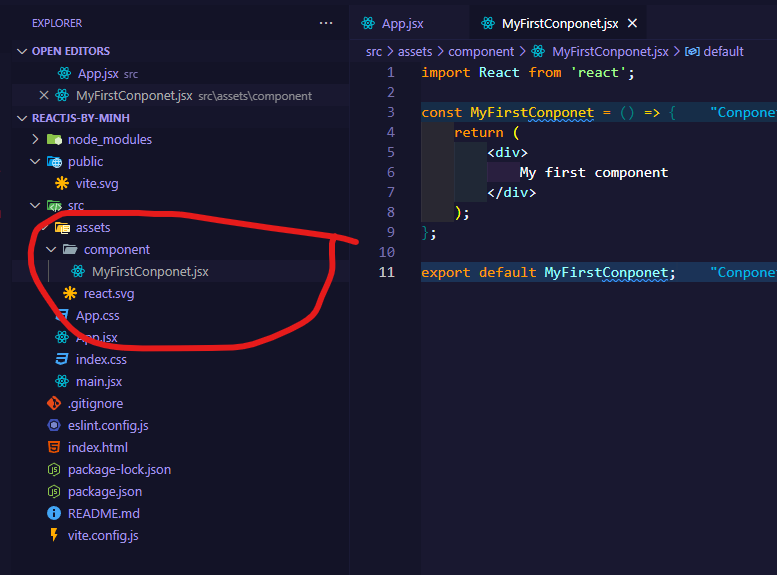 EXPLORER
···
OPEN EDITORS
App.jsx src
MyFirstConponet.jsx src\assets\component
REACTJS-BY-MINH
node_modules
public
vite.svg
src
assets
component
MyFirstConponet.jsx
react.svg
App.css
App.jsx
index.css
main.jsx
.gitignore
eslint.config.js
index.html
package-lock.json
package.json
README.md
vite.config.js
App.jsx MyFirstConponet.jsx
src > assets > component > MyFirstConponet.jsx > default
1 import React from 'react';
2
3 const MyFirstConponet = () => { "Conponet
4 return (
5 <div>
6 My first component
7 </div>
8 );
9 };
10
11 export default MyFirstConponet; "Conpone